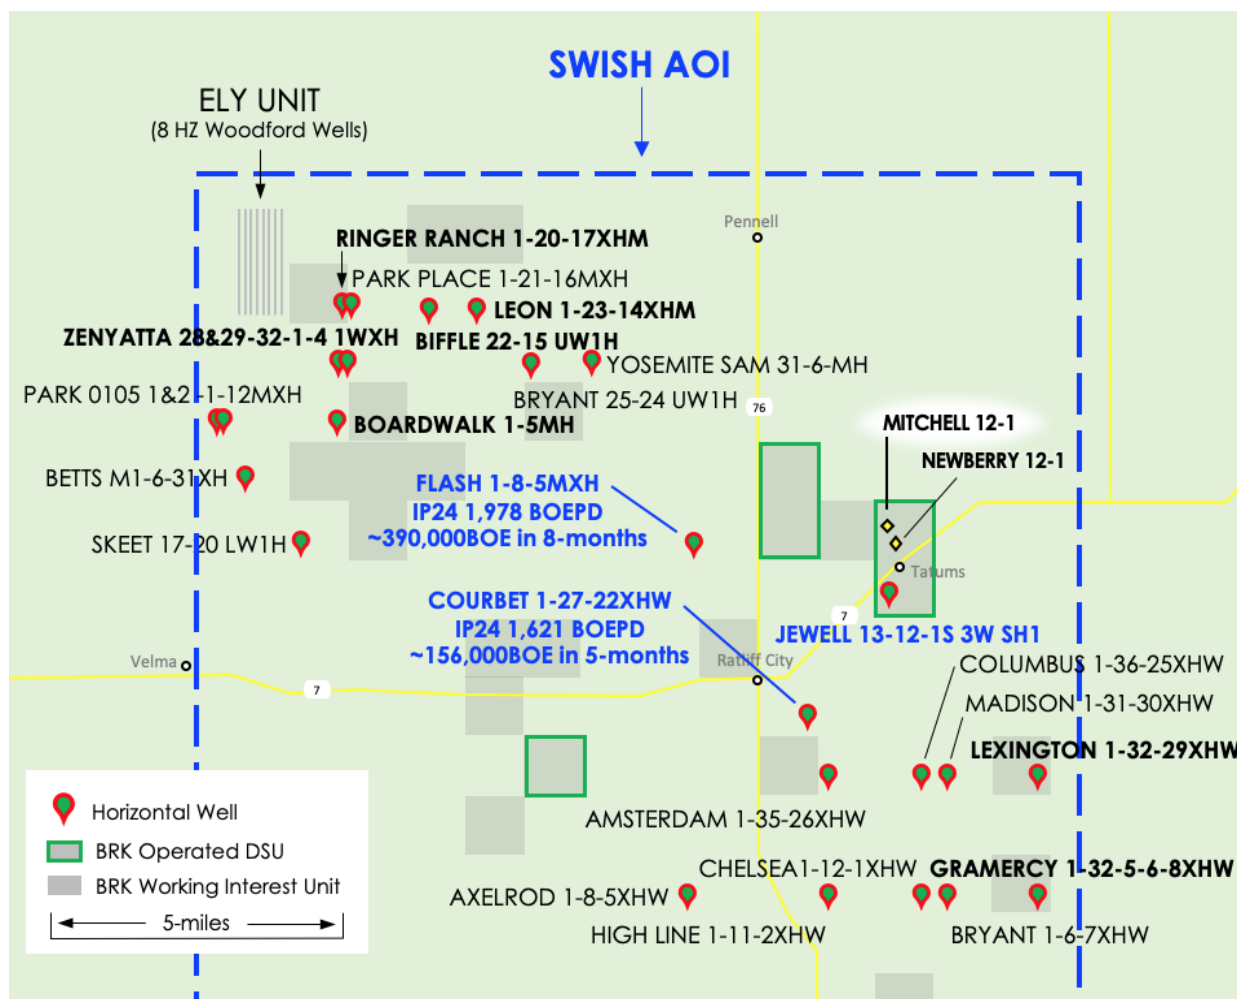 SWISH AOI
ELY UNIT
(8 HZ Woodford Wells)
Pennell
RINGER RANCH 1-20-17XHM
PARK PLACE 1-21-16MXH
LEON 1-23-14XHM
ZENYATTA 28&29-32-1-4 1WXH
BIFFLE 22-15 UW1H
YOSEMITE SAM 31-6-MH
PARK 0105 1&2 -1-12MXH
BRYANT 25-24 UW1H
76
BOARDWALK 1-5MH
MITCHELL 12-1
NEWBERRY 12-1
BETTS M1-6-31XH
FLASH 1-8-5MXH
IP24 1,978 BOEPD
~390,000BOE in 8-months
SKEET 17-20 LW1H
Tatums
COURBET 1-27-22XHW
IP24 1,621 BOEPD
~156,000BOE in 5-months
7
JEWELL 13-12-1S 3W SH1
Velma
Ratliff City
COLUMBUS 1-36-25XHW
7
MADISON 1-31-30XHW
LEXINGTON 1-32-29XHW
AMSTERDAM 1-35-26XHW
CHELSEA1-12-1XHW
GRAMERCY 1-32-5-6-8XHW
AXELROD 1-8-5XHW
HIGH LINE 1-11-2XHW
BRYANT 1-6-7XHW
Horizontal Well
BRK Operated DSU
BRK Working Interest Unit
5-miles